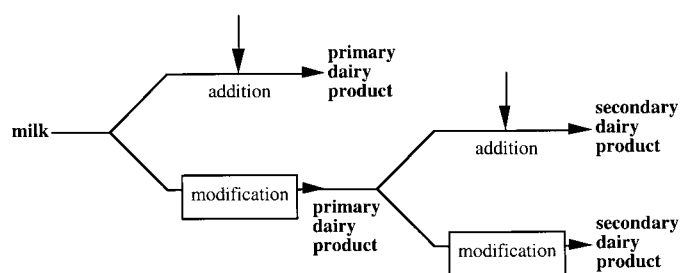 primary
dairy
product
addition
milk
modification
primary
dairy
product
secondary
dairy
product
addition
secondary
dairy
product
modification